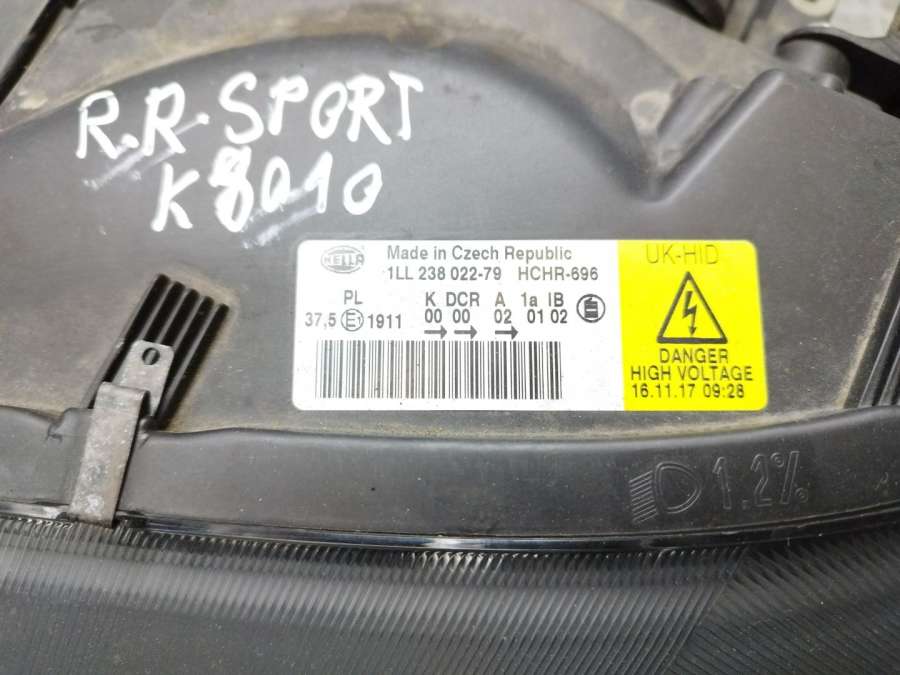 R.R.SPORT
K8010
HELLA
Made in Czech Republic
1LL 238 022-79 HCHR-696
PL K DCR A 1a IB
37,5 E1 1911 00 00 02 01 02
UK-HID
DANGER
HIGH VOLTAGE
16.11.17 09:28
1.2%